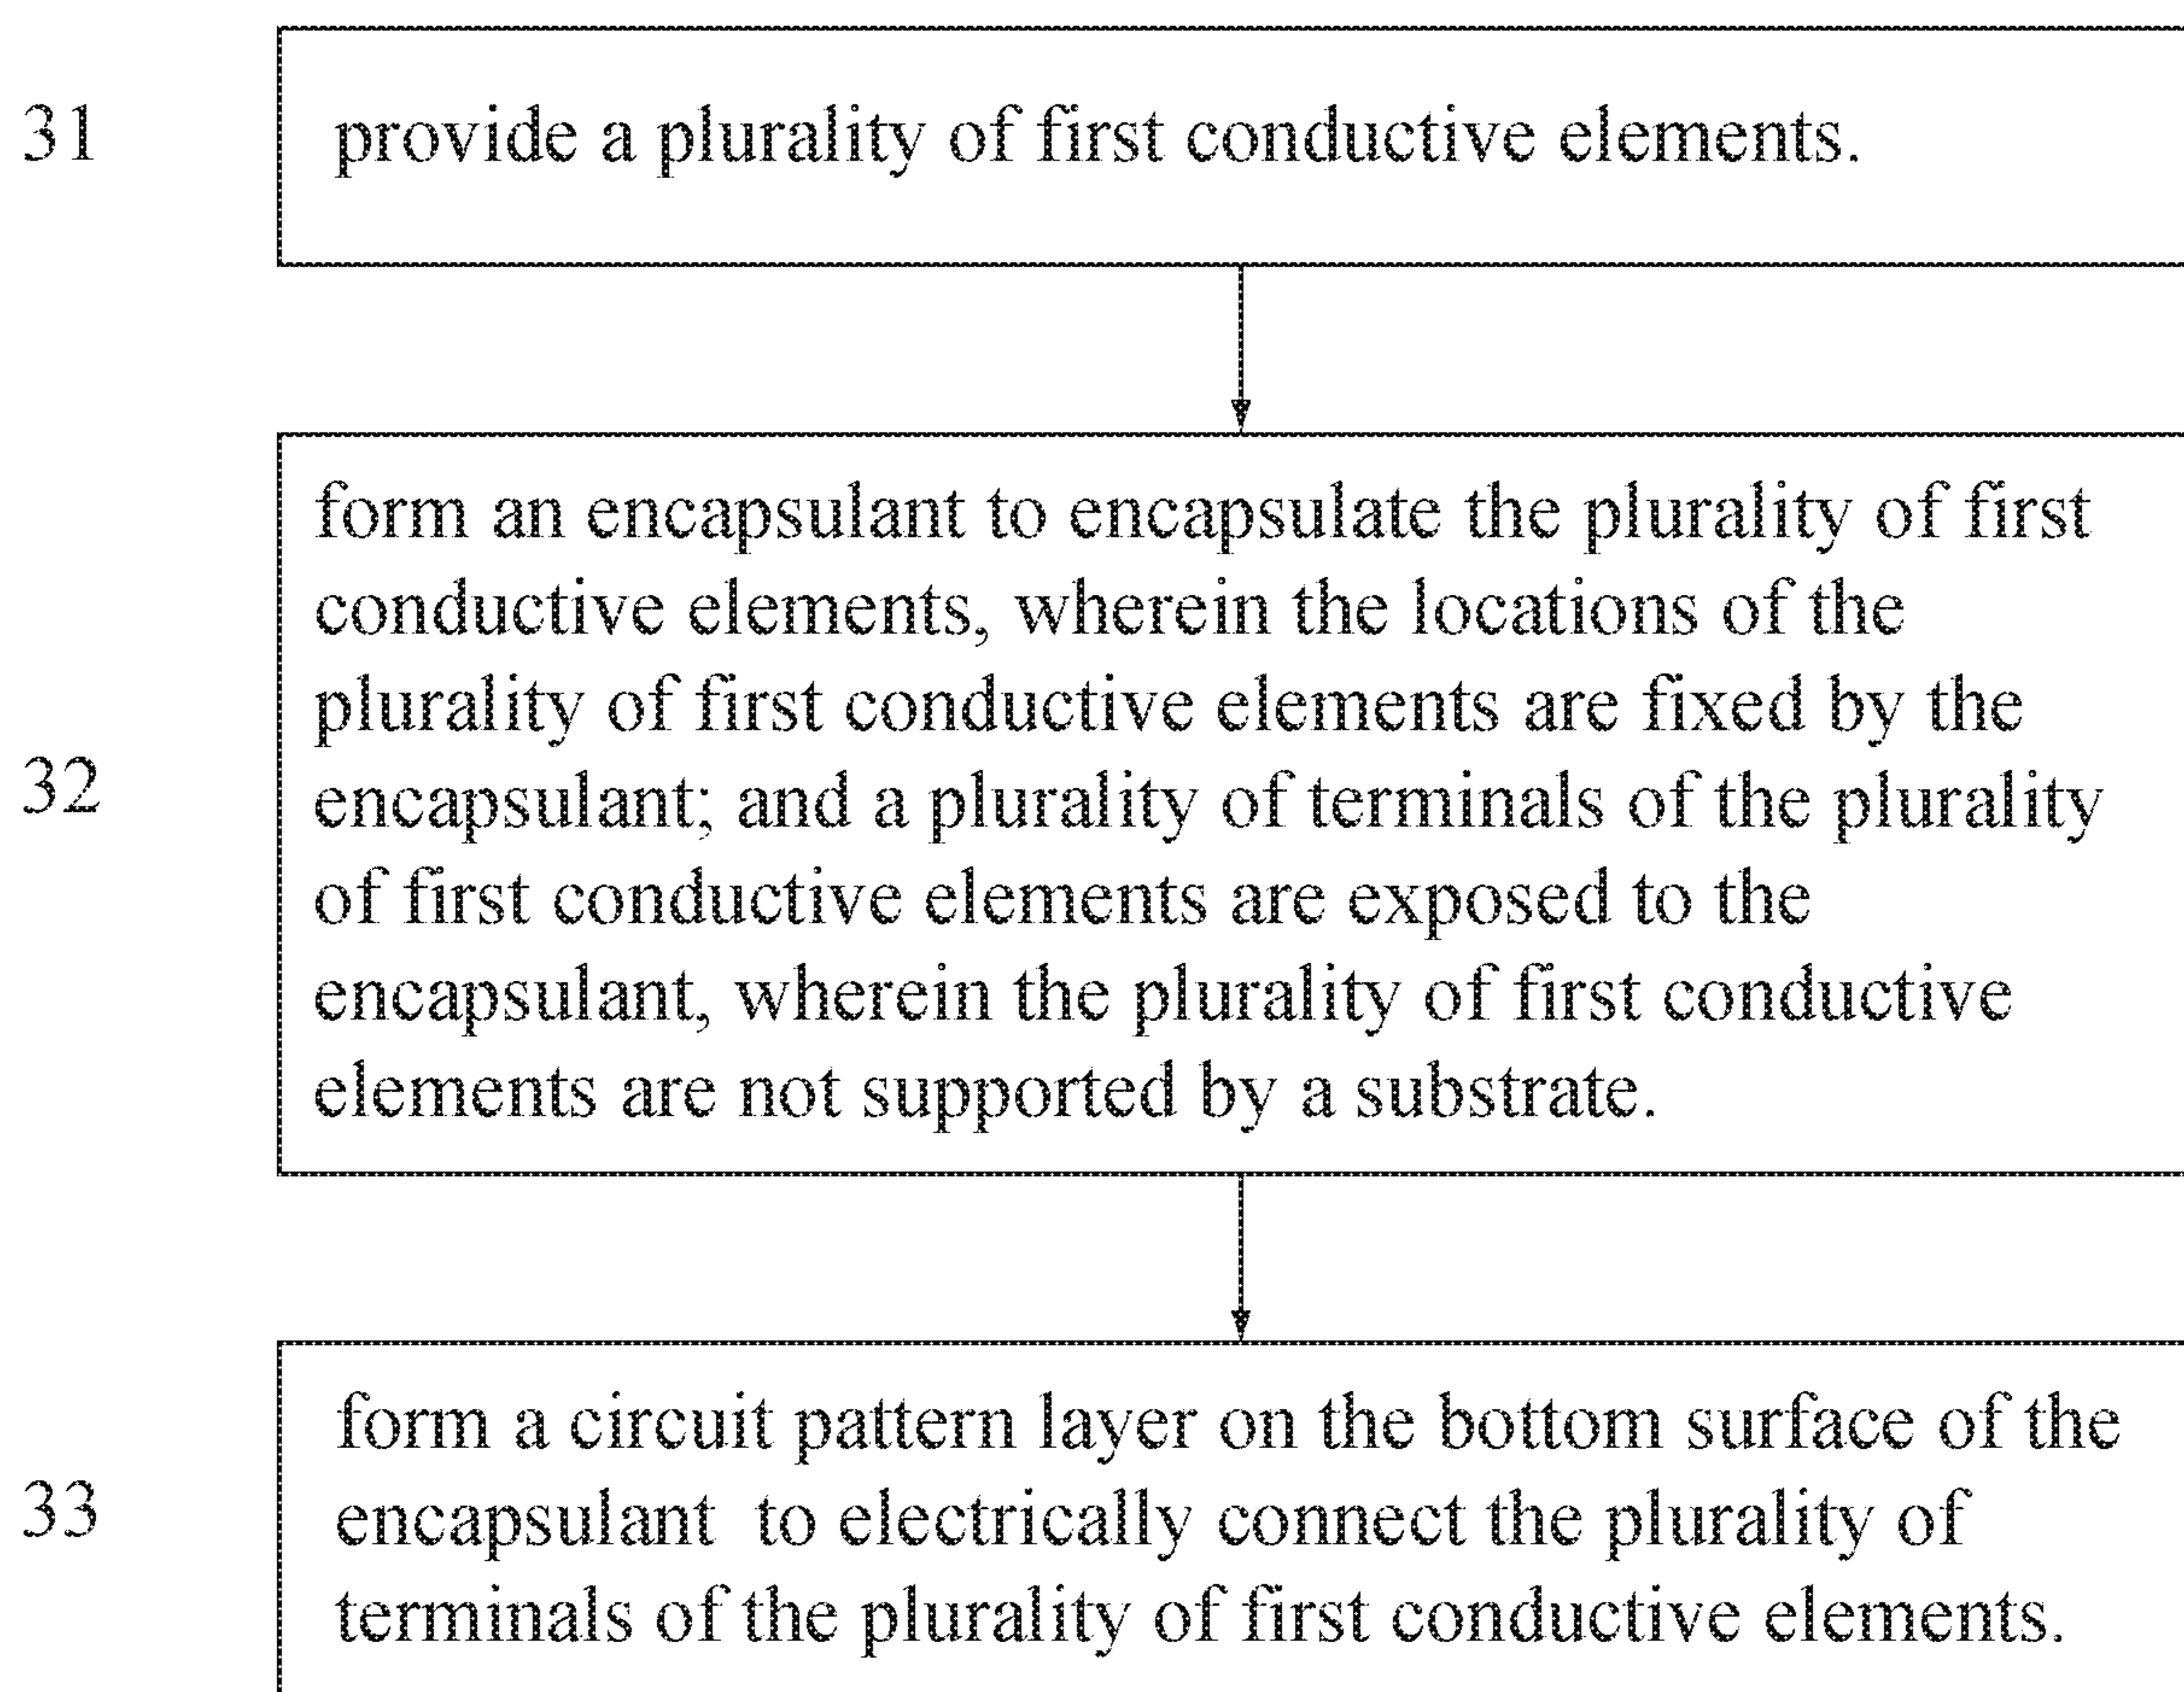 31
provide a plurality of first conductive elements.
form an encapsulant to encapsulate the plurality of first
conductive elements, wherein the locations of the
plurality of first conductive elements are fixed by the
32
encapsulant; and a plurality of terminals of the plurality
of first conductive elements are exposed to the
encapsulant, wherein the plurality of first conductive
elements are not supported by a substrate.
form a circuit pattern layer on the bottom surface of the
33
encapsulant  to electrically connect the plurality of
terminals of the plurality of first conductive elements.